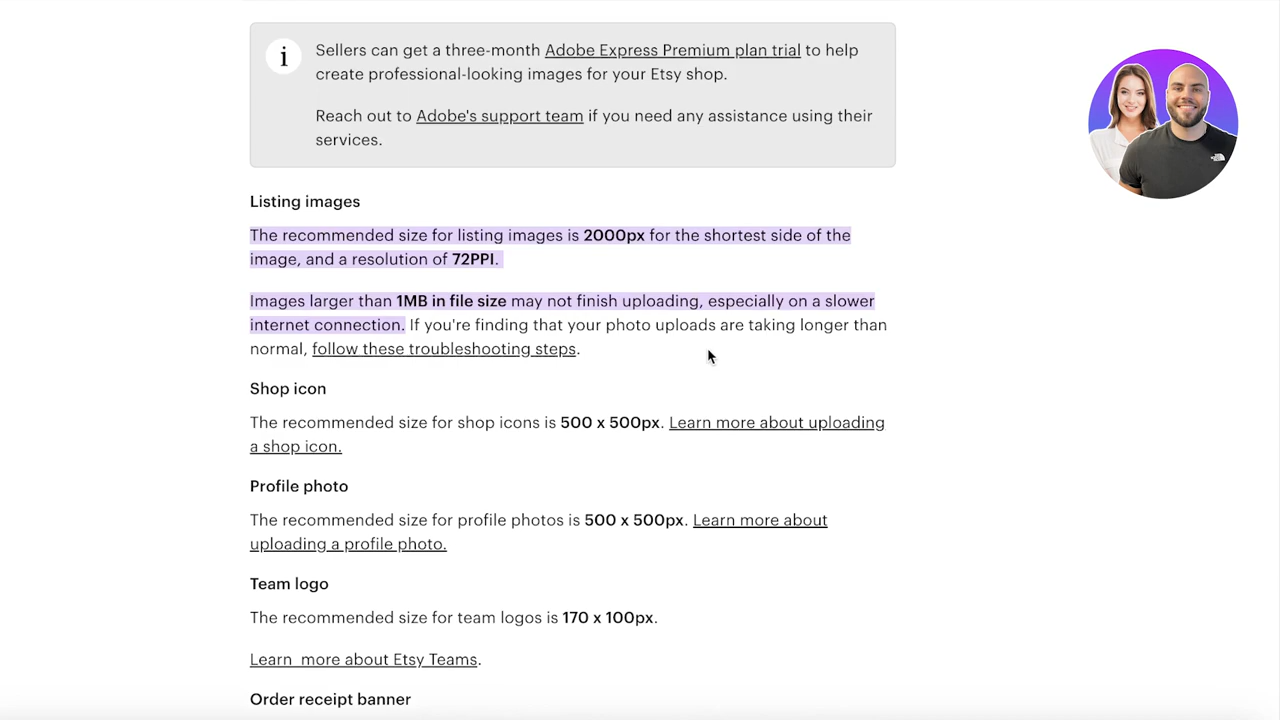 i
Sellers can get a three-month Adobe Express Premium plan trial to help
create professional-looking images for your Etsy shop.
Reach out to Adobe's support team if you need any assistance using their
services.
Listing images
The recommended size for listing images is 2000px for the shortest side of the
image, and a resolution of 72PPI.
Images larger than 1MB in file size may not finish uploading, especially on a slower
internet connection. If you're finding that your photo uploads are taking longer than
normal, follow these troubleshooting steps.
Shop icon
The recommended size for shop icons is 500 x 500px. Learn more about uploading
a shop icon.
Profile photo
The recommended size for profile photos is 500 x 500px. Learn more about
uploading a profile photo.
Team logo
The recommended size for team logos is 170 x 100px.
Learn  more about Etsy Teams.
Order receipt banner